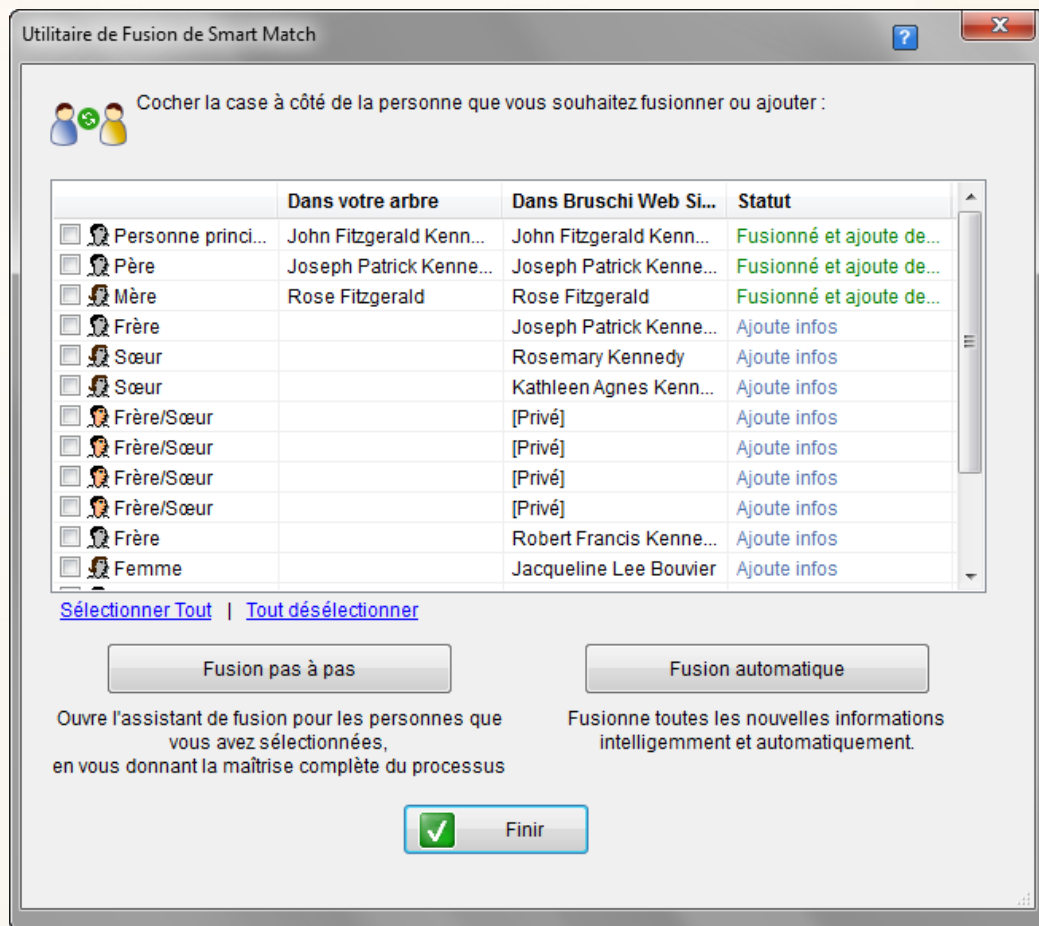 Utilitaire de Fusion de Smart Match
Cocher la case à côté de la personne que vous souhaitez fusionner ou ajouter :
Dans votre arbre Dans Bruschi Web Si... Statut
Personne princi... John Fitzgerald Kenn... John Fitzgerald Kenn... Fusionné et ajoute de...
Père Joseph Patrick Kenne... Joseph Patrick Kenne... Fusionné et ajoute de...
Mère Rose Fitzgerald Rose Fitzgerald Fusionné et ajoute de...
Frère Joseph Patrick Kenne... Ajoute infos
Sœur Rosemary Kennedy Ajoute infos
Sœur Kathleen Agnes Kenn... Ajoute infos
Frère/Sœur [Privé] Ajoute infos
Frère/Sœur [Privé] Ajoute infos
Frère/Sœur [Privé] Ajoute infos
Frère/Sœur [Privé] Ajoute infos
Frère Robert Francis Kenne... Ajoute infos
Femme Jacqueline Lee Bouvier Ajoute infos
Sélectionner Tout | Tout désélectionner
Fusion pas à pas
Fusion automatique
Ouvre l'assistant de fusion pour les personnes que
vous avez sélectionnées,
en vous donnant la maîtrise complète du processus
Fusionne toutes les nouvelles informations
intelligemment et automatiquement.
Finir